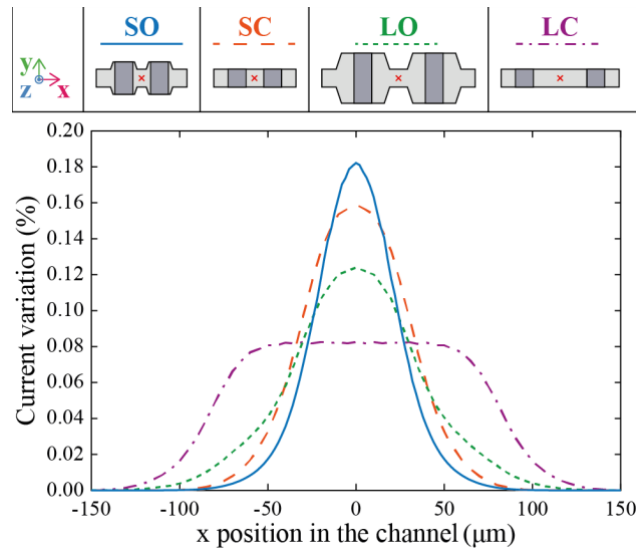 SO SC LO LC
y
z x
0.20
0.18
0.16
0.14
0.12
0.10
0.08
0.06
0.04
0.02
0.00
Current variation (%)
-150 -100 -50 0 50 100 150
x position in the channel (μm)